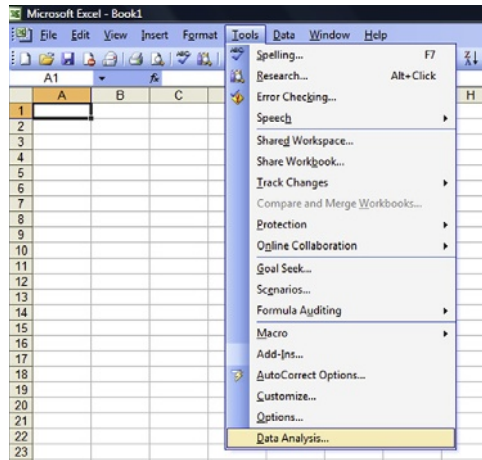 Microsoft Excel - Book1
File Edit View Insert Format Tools Data Window Help
A1 fx
A B C H
1
2
3
4
5
6
7
8
9
10
11
12
13
14
15
16
17
18
19
20
21
22
23
Spelling... F7
Research... Alt+Click
Error Checking...
Speech
Shared Workspace...
Share Workbook...
Track Changes
Compare and Merge Workbooks...
Protection
Online Collaboration
Goal Seek...
Scenarios...
Formula Auditing
Macro
Add-Ins...
AutoCorrect Options...
Customize...
Options...
Data Analysis...